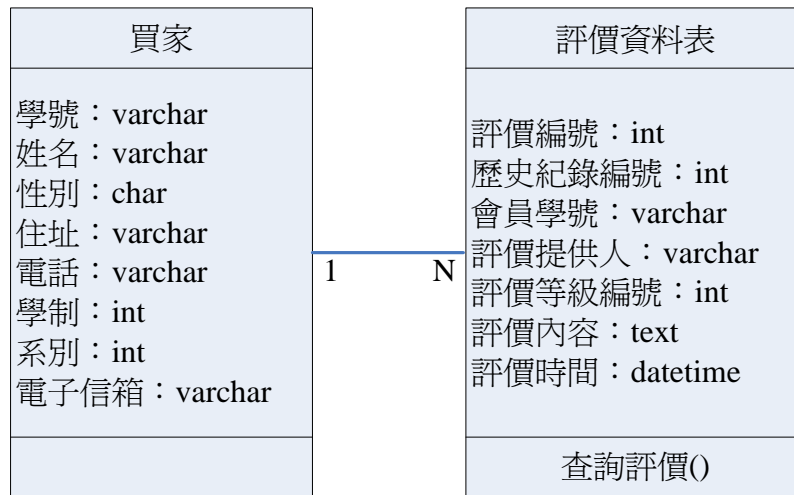 買家
學號：varchar
姓名：varchar
性別：char
住址：varchar
電話：varchar
學制：int
系別：int
電子信箱：varchar
1
N
評價資料表
評價編號：int
歷史紀錄編號：int
會員學號：varchar
評價提供人：varchar
評價等級編號：int
評價內容：text
評價時間：datetime
查詢評價()